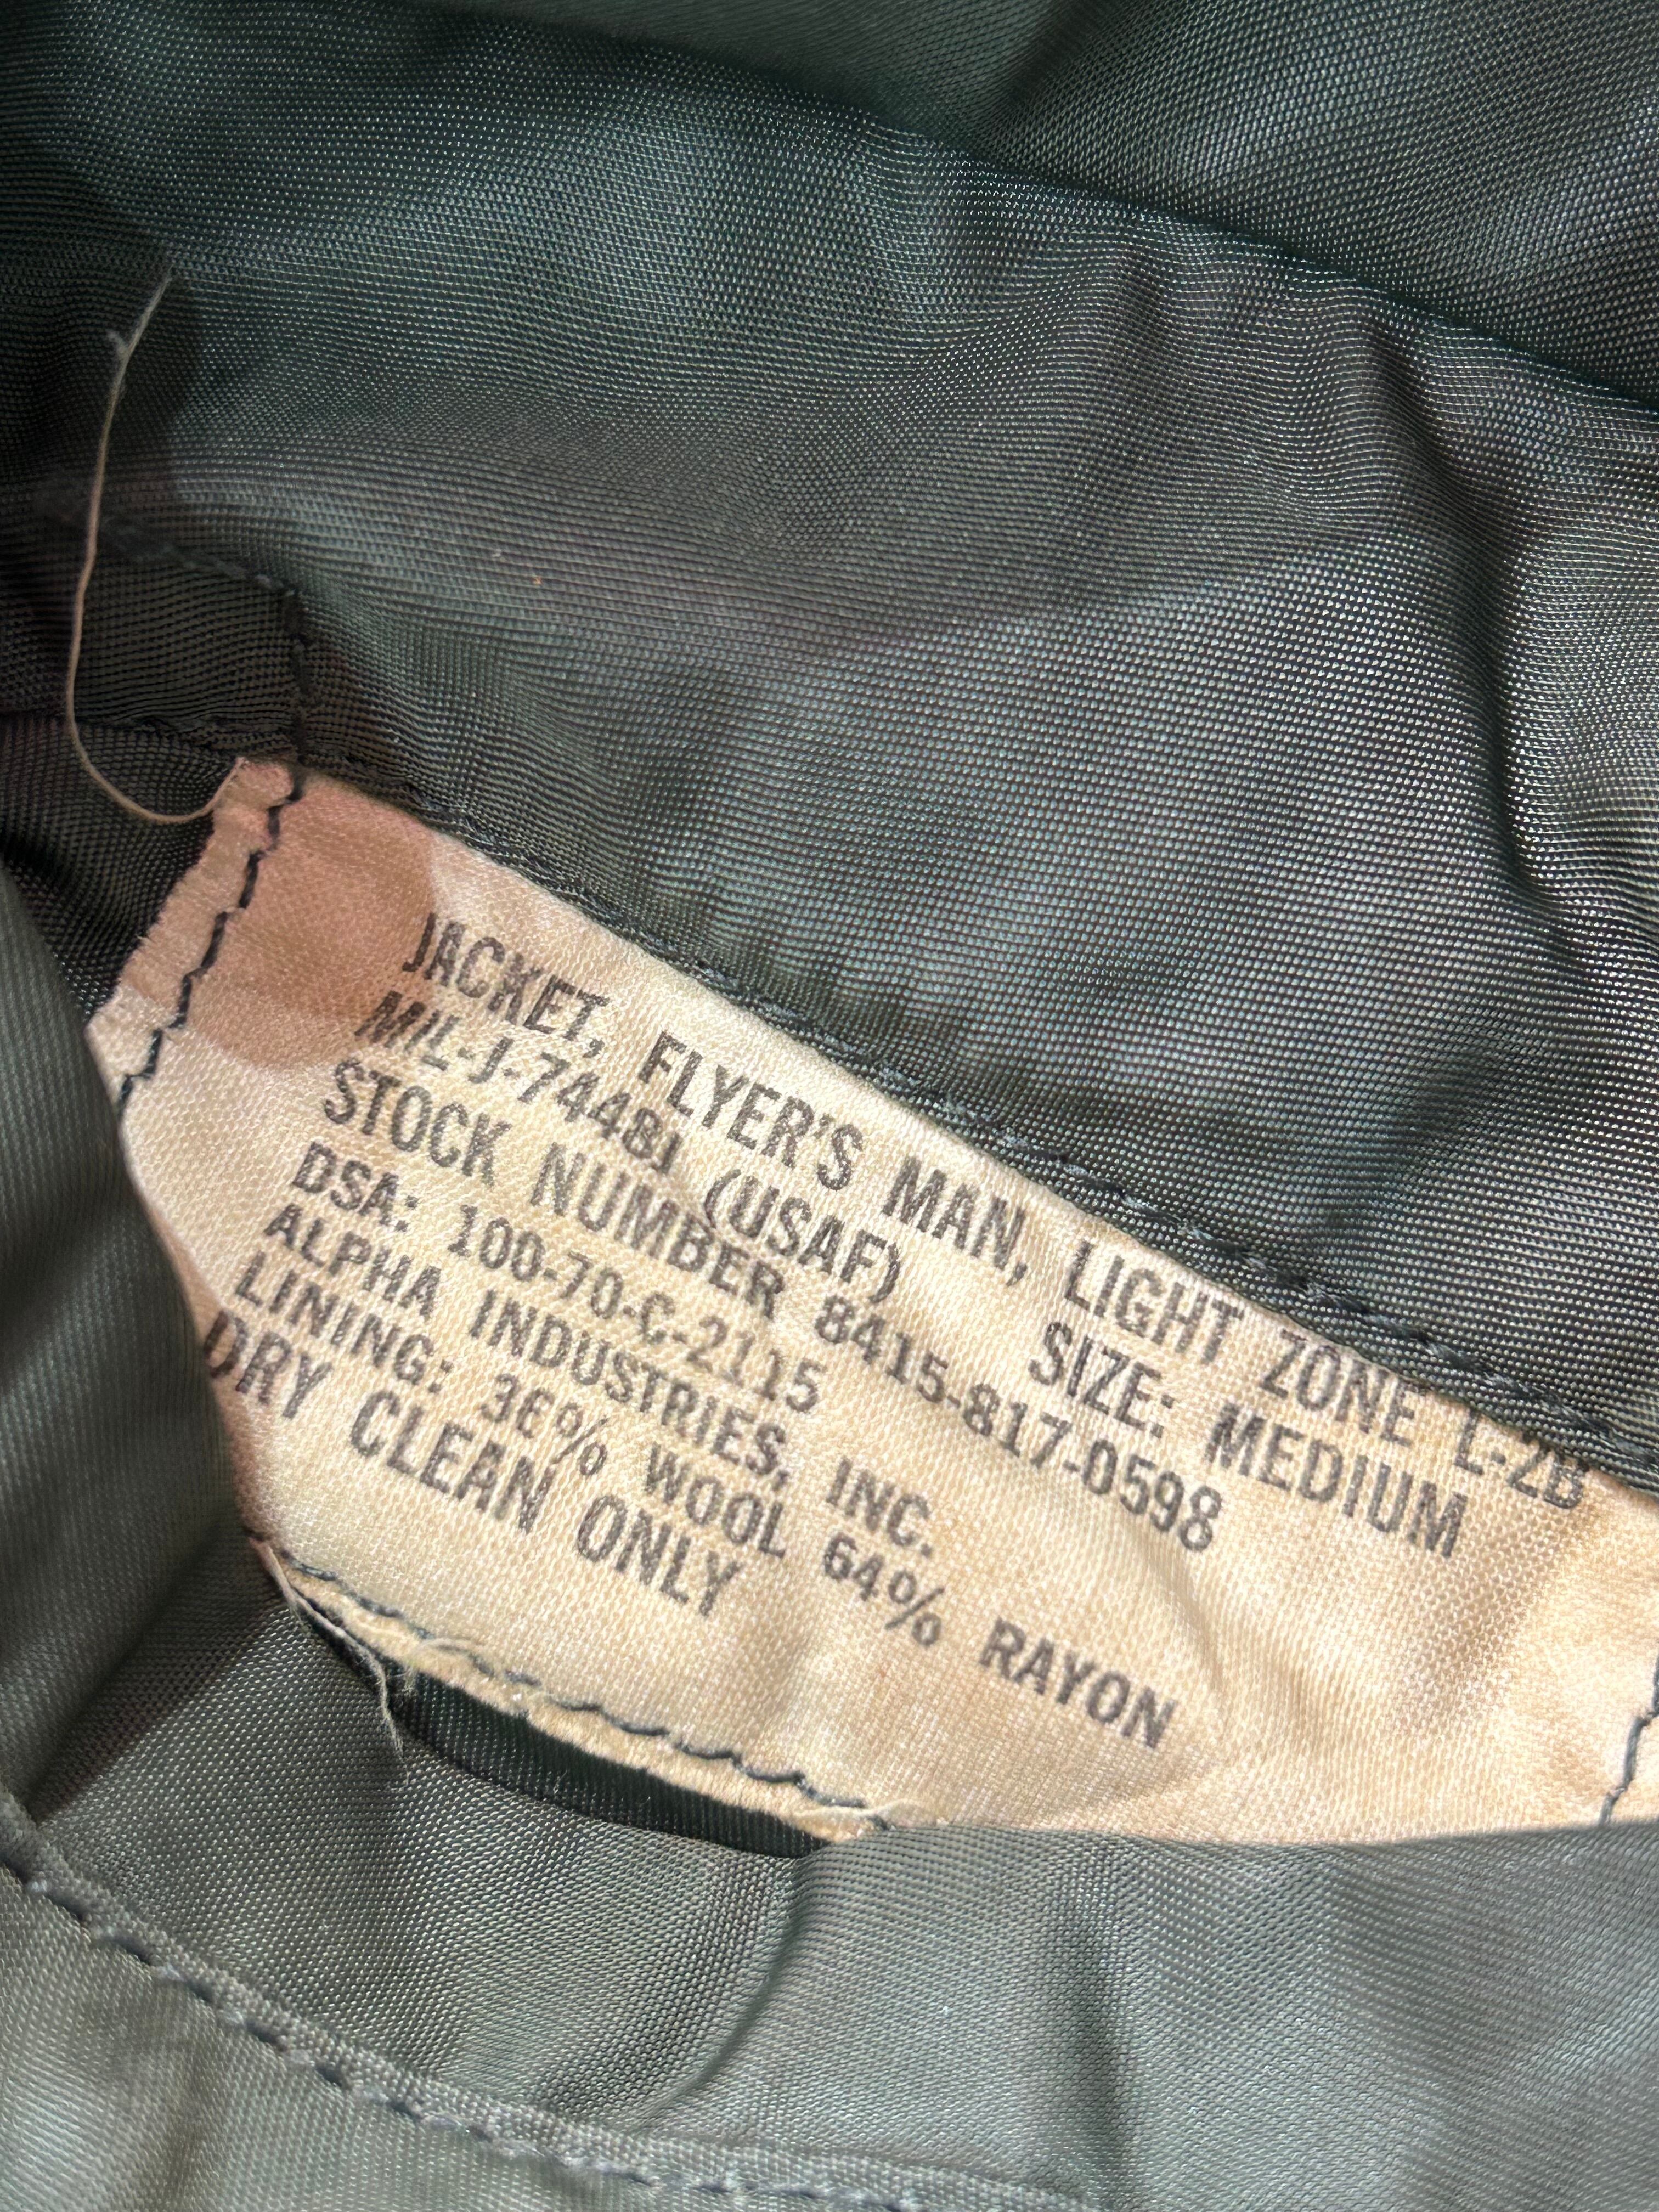 JACKET, FLYER'S MAN, LIGHT ZONE L-2B
MIL-J-7448I (USAF) SIZE: MEDIUM
STOCK NUMBER 8415-817-0598
DSA: 100-70-C-2115
ALPHA INDUSTRIES, INC.
LINING: 36% WOOL 64% RAYON
DRY CLEAN ONLY